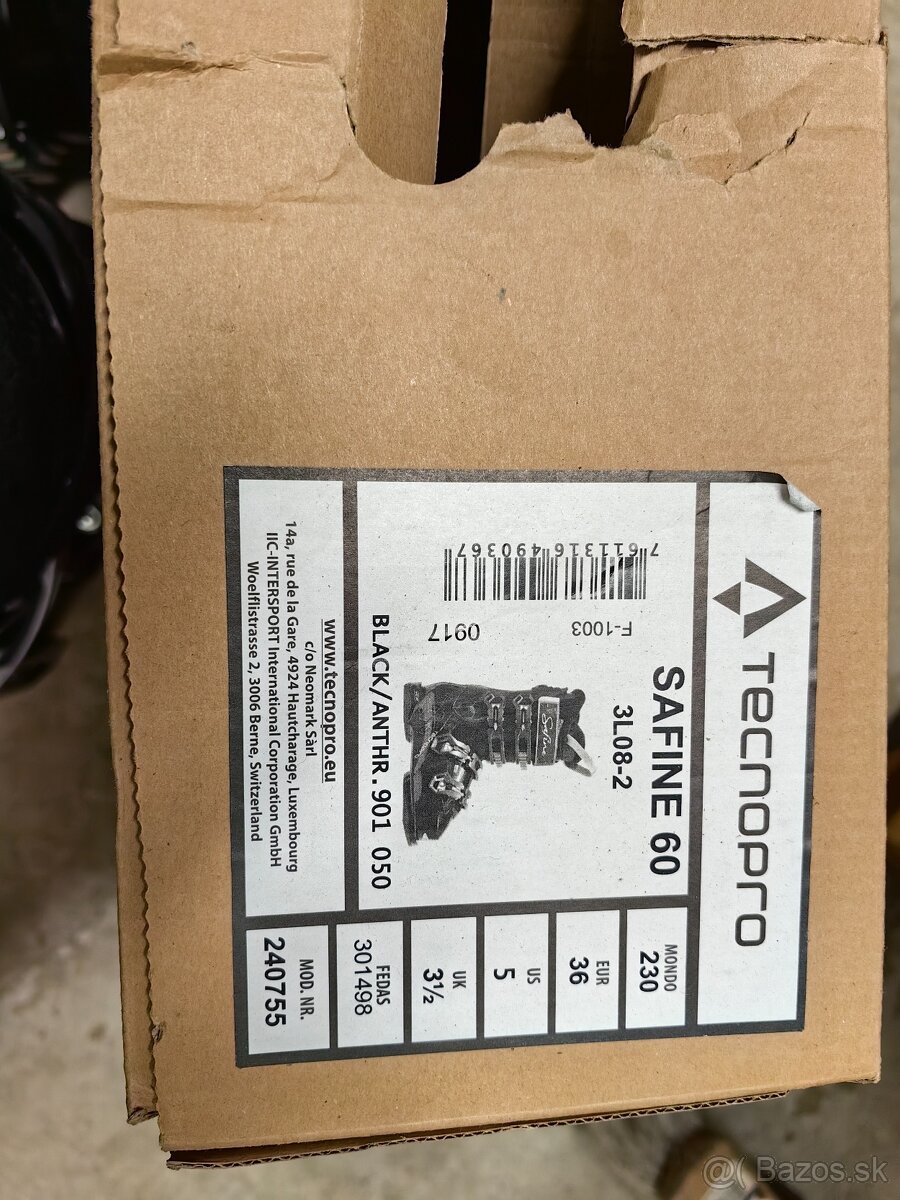 TECNOPRO
SAFINE 60
3L08-2
F-1003
0917
7611316490367
Safine
BLACK/ANTHR. 901 050
www.tecnopro.eu
c/o Neomark Sàrl
14a, rue de la Gare, 4924 Hautcharage, Luxembourg
IIC-INTERSPORT International Corporation GmbH
Woelflistrasse 2, 3006 Berne, Switzerland
MONDO
230
EUR
36
US
5
UK
3½
FEDAS
301498
MOD. NR.
240755
@( Bazos.sk